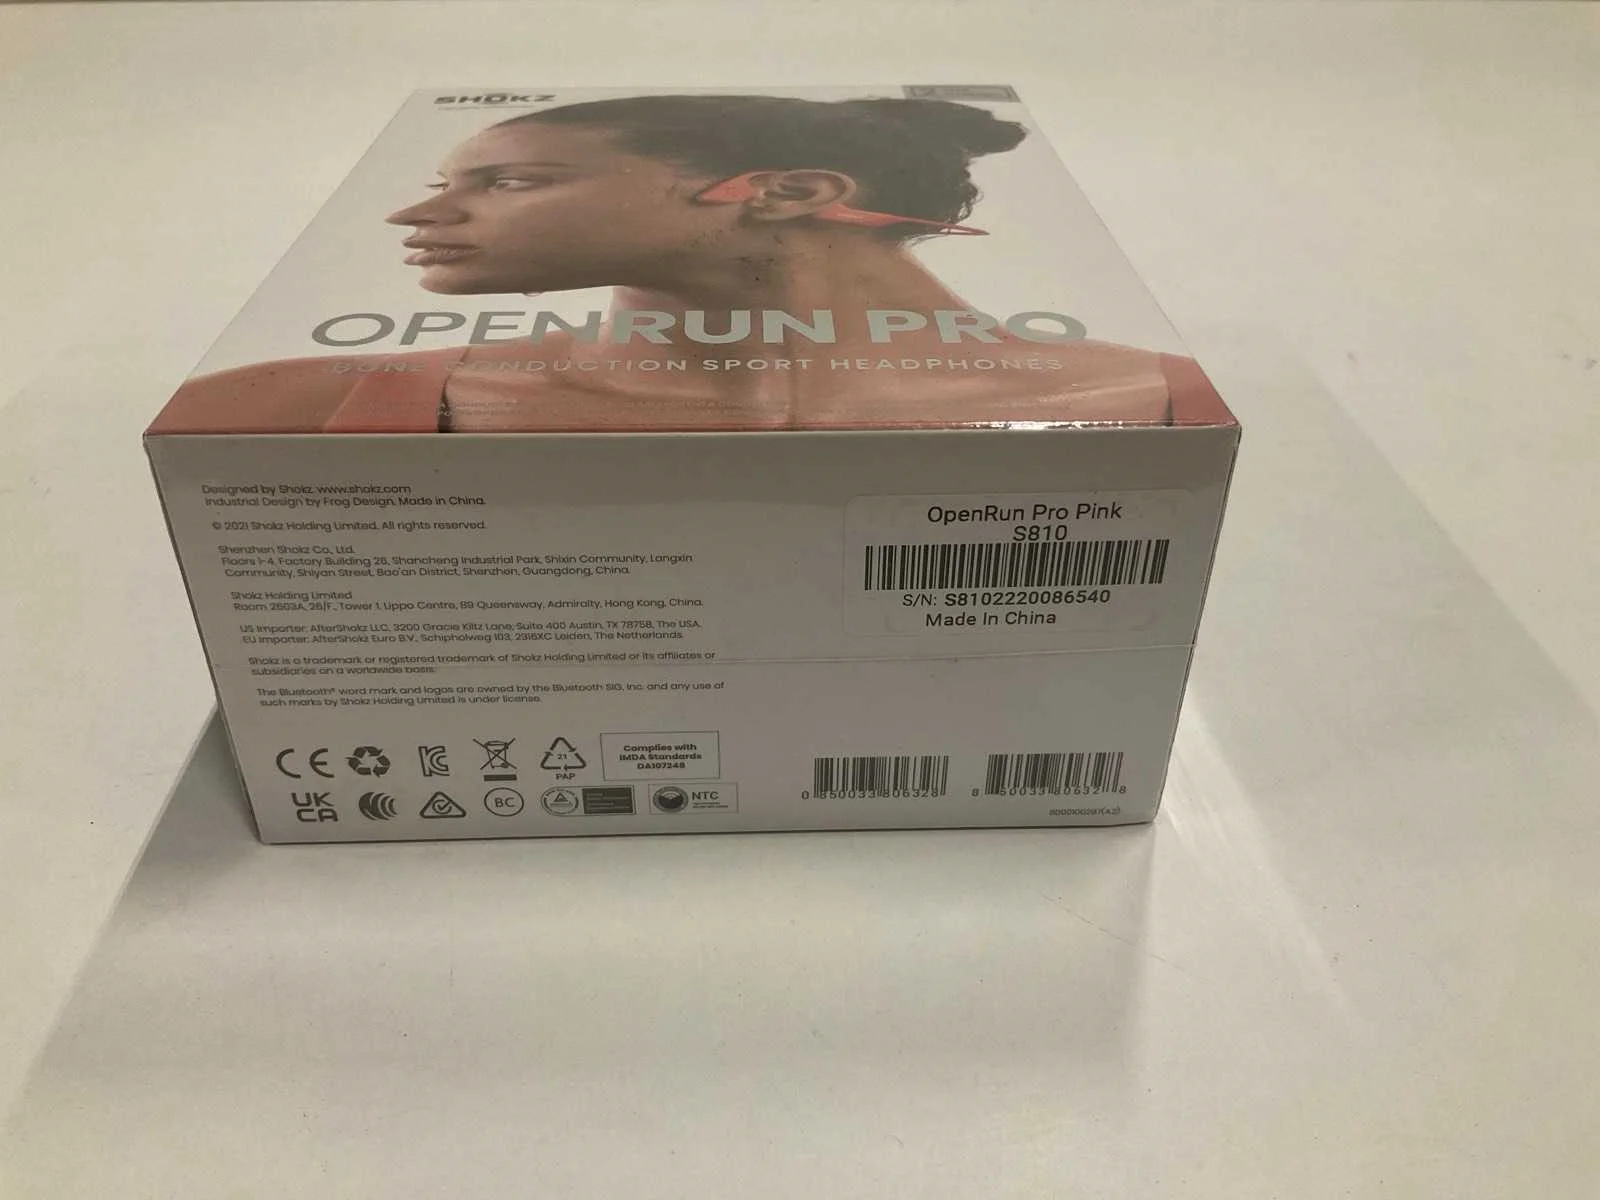 SHOKZ
OPENRUN PRO
BONE CONDUCTION SPORT HEADPHONES
Designed by Shokz. www.shokz.com
Industrial Design by Frog Design. Made in China.
© 2021 Shokz Holding Limited. All rights reserved.
Shenzhen Shokz Co., Ltd.
Floors 1-4, Factory Building 26, Shancheng Industrial Park, Shixin Community, Langxin
Community, Shiyan Street, Bao'an District, Shenzhen, Guangdong, China.
Shokz Holding Limited
Room 2603A, 26/F., Tower 1, Lippo Centre, 89 Queensway, Admiralty, Hong Kong, China.
US Importer: AfterShokz LLC, 3200 Gracie Kiltz Lane, Suite 400 Austin, TX 78758, The USA.
EU Importer: AfterShokz Euro B.V., Schipholweg 103, 2316XC Leiden, The Netherlands
Shokz is a trademark or registered trademark of Shokz Holding Limited or its affiliates or
subsidiaries on a worldwide basis.
The Bluetooth® word mark and logos are owned by the Bluetooth SIG, Inc. and any use of
such marks by Shokz Holding Limited is under license.
OpenRun Pro Pink
S810
S/N: S8102220086540
Made In China
CE
21
PAP
Complies with
IMDA Standards
DA107248
UK
CA
BC
NTC
0 850033 806328
8 50033 80632 8